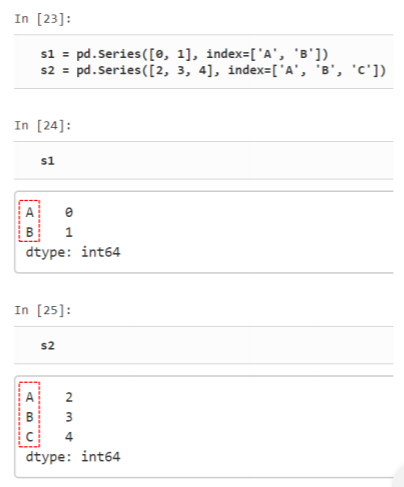 In [23]:
s1 = pd.Series([0, 1], index=['A', 'B'])
s2 = pd.Series([2, 3, 4], index=['A', 'B', 'C'])
In [24]:
s1
A 0
B 1
dtype: int64
In [25]:
s2
A 2
B 3
C 4
dtype: int64